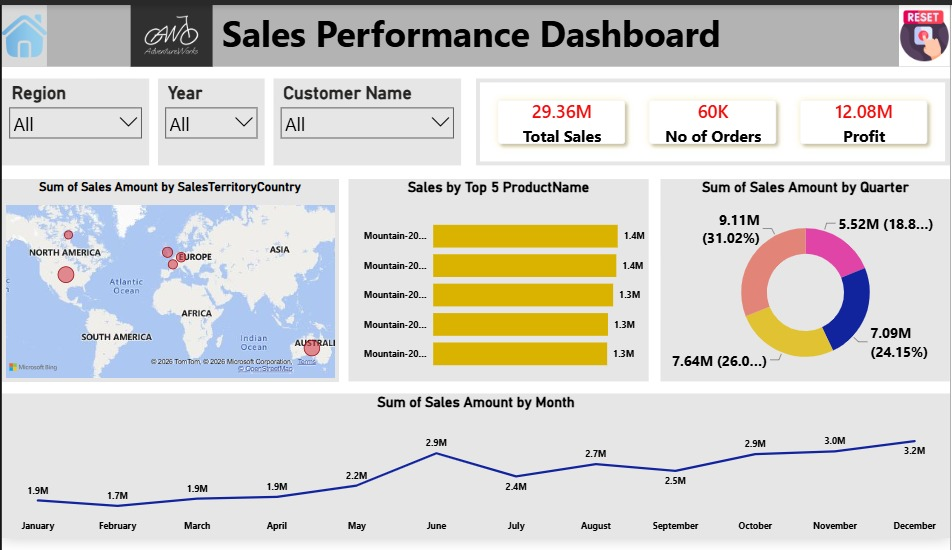 AW
AdventureWorks
Sales Performance Dashboard
RESET
Region
All
Year
All
Customer Name
All
29.36M
Total Sales
60K
No of Orders
12.08M
Profit
Sum of Sales Amount by SalesTerritoryCountry
NORTH AMERICA
EUROPE
ASIA
Atlantic
Ocean
AFRICA
SOUTH AMERICA
Indian
Ocean
AUSTRALI
Microsoft Bing
© 2026 TomTom, © 2026 Microsoft Corporation, Terms
© OpenStreetMap
Sales by Top 5 ProductName
Mountain-20... 1.4M
Mountain-20... 1.4M
Mountain-20... 1.3M
Mountain-20... 1.3M
Mountain-20... 1.3M
Sum of Sales Amount by Quarter
9.11M
(31.02%)
5.52M (18.8...)
7.09M
(24.15%)
7.64M (26.0...)
Sum of Sales Amount by Month
1.9M
1.7M
1.9M
1.9M
2.2M
2.9M
2.4M
2.7M
2.5M
2.9M
3.0M
3.2M
January February March April May June July August September October November December